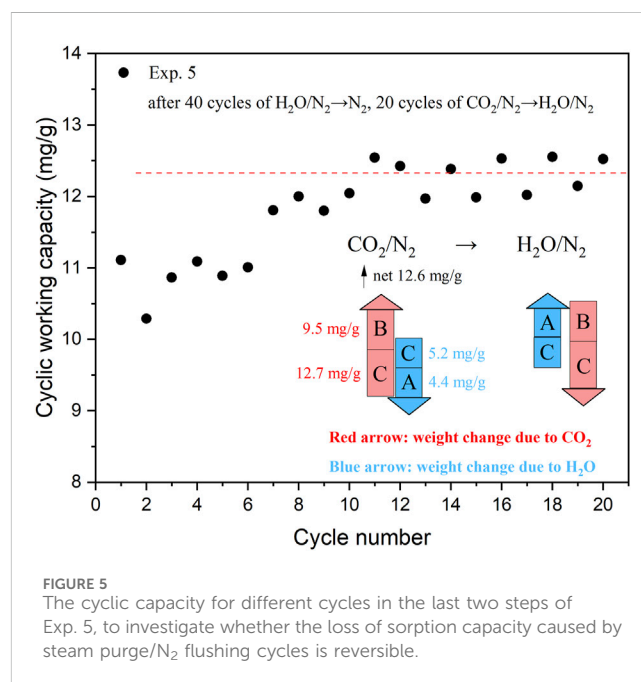 14
13
12
11
10
9
8
Cyclic working capacity (mg/g)
Exp. 5
after 40 cycles of H₂O/N₂→N₂, 20 cycles of CO₂/N₂→H₂O/N₂
CO₂/N₂ → H₂O/N₂
net 12.6 mg/g
9.5 mg/g B A B
12.7 mg/g C C 5.2 mg/g C C
A 4.4 mg/g
Red arrow: weight change due to CO₂
Blue arrow: weight change due to H₂O
0 2 4 6 8 10 12 14 16 18 20
Cycle number
FIGURE 5
The cyclic capacity for different cycles in the last two steps of
Exp. 5, to investigate whether the loss of sorption capacity caused by
steam purge/N₂ flushing cycles is reversible.